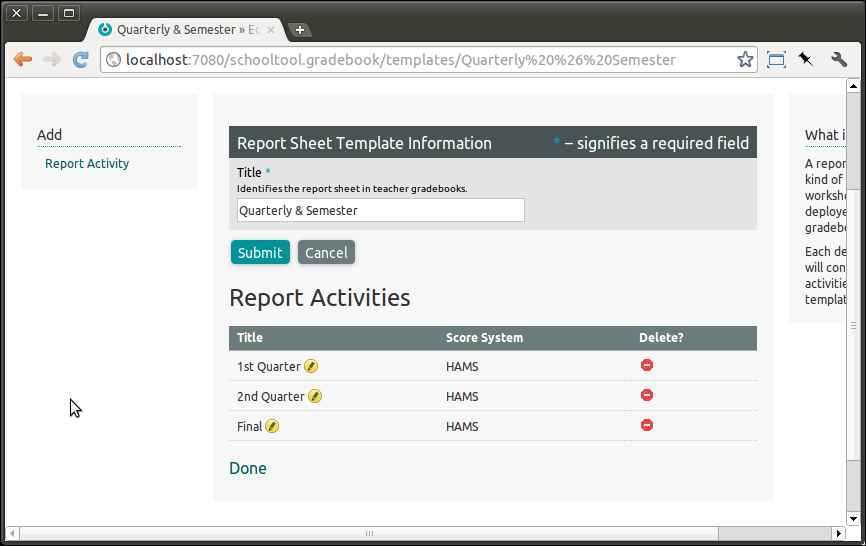 Quarterly & Semester » Ec
localhost:7080/schooltool.gradebook/templates/Quarterly%20%26%20Semester
Add
Report Activity
Report Sheet Template Information
* – signifies a required field
Title *
Identifies the report sheet in teacher gradebooks.
Quarterly & Semester
Submit
Cancel
Report Activities
Title Score System Delete?
1st Quarter HAMS
2nd Quarter HAMS
Final HAMS
Done
What i
A repor
kind of
workshe
deploye
gradebo
Each de
will con
activitie
templat